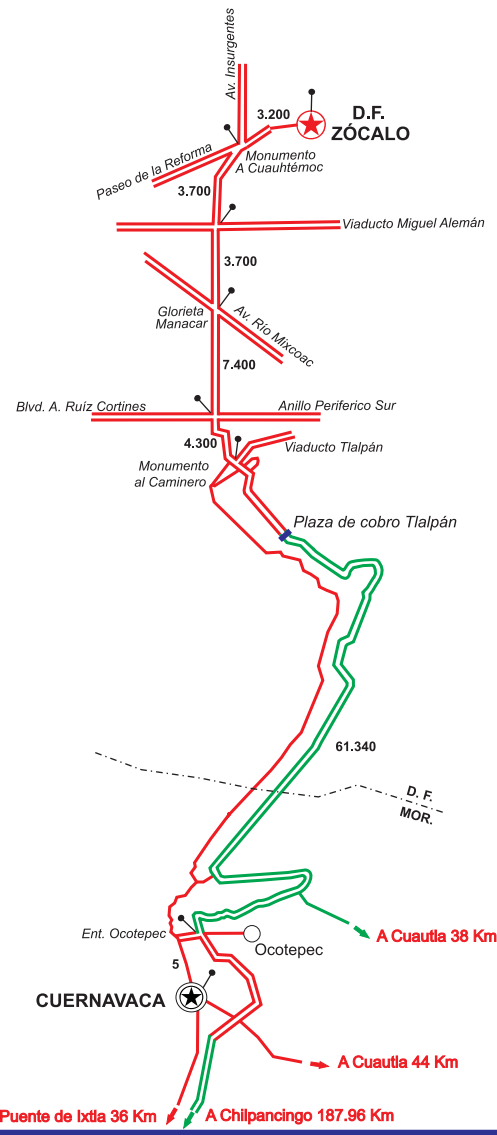 Av. Insurgentes
3.200
D.F.
ZÓCALO
Paseo de la Reforma
Monumento
A Cuauhtémoc
3.700
Viaducto Miguel Alemán
3.700
Glorieta
Manacar
Av. Río Mixcoac
7.400
Blvd. A. Ruíz Cortines
Anillo Periferico Sur
4.300
Viaducto Tlalpán
Monumento
al Caminero
Plaza de cobro Tlalpán
61.340
D. F.
MOR.
Ent. Ocotepec
Ocotepec
A Cuautla 38 Km
5
CUERNAVACA
A Cuautla 44 Km
Puente de Ixtla 36 Km
A Chilpancingo 187.96 Km